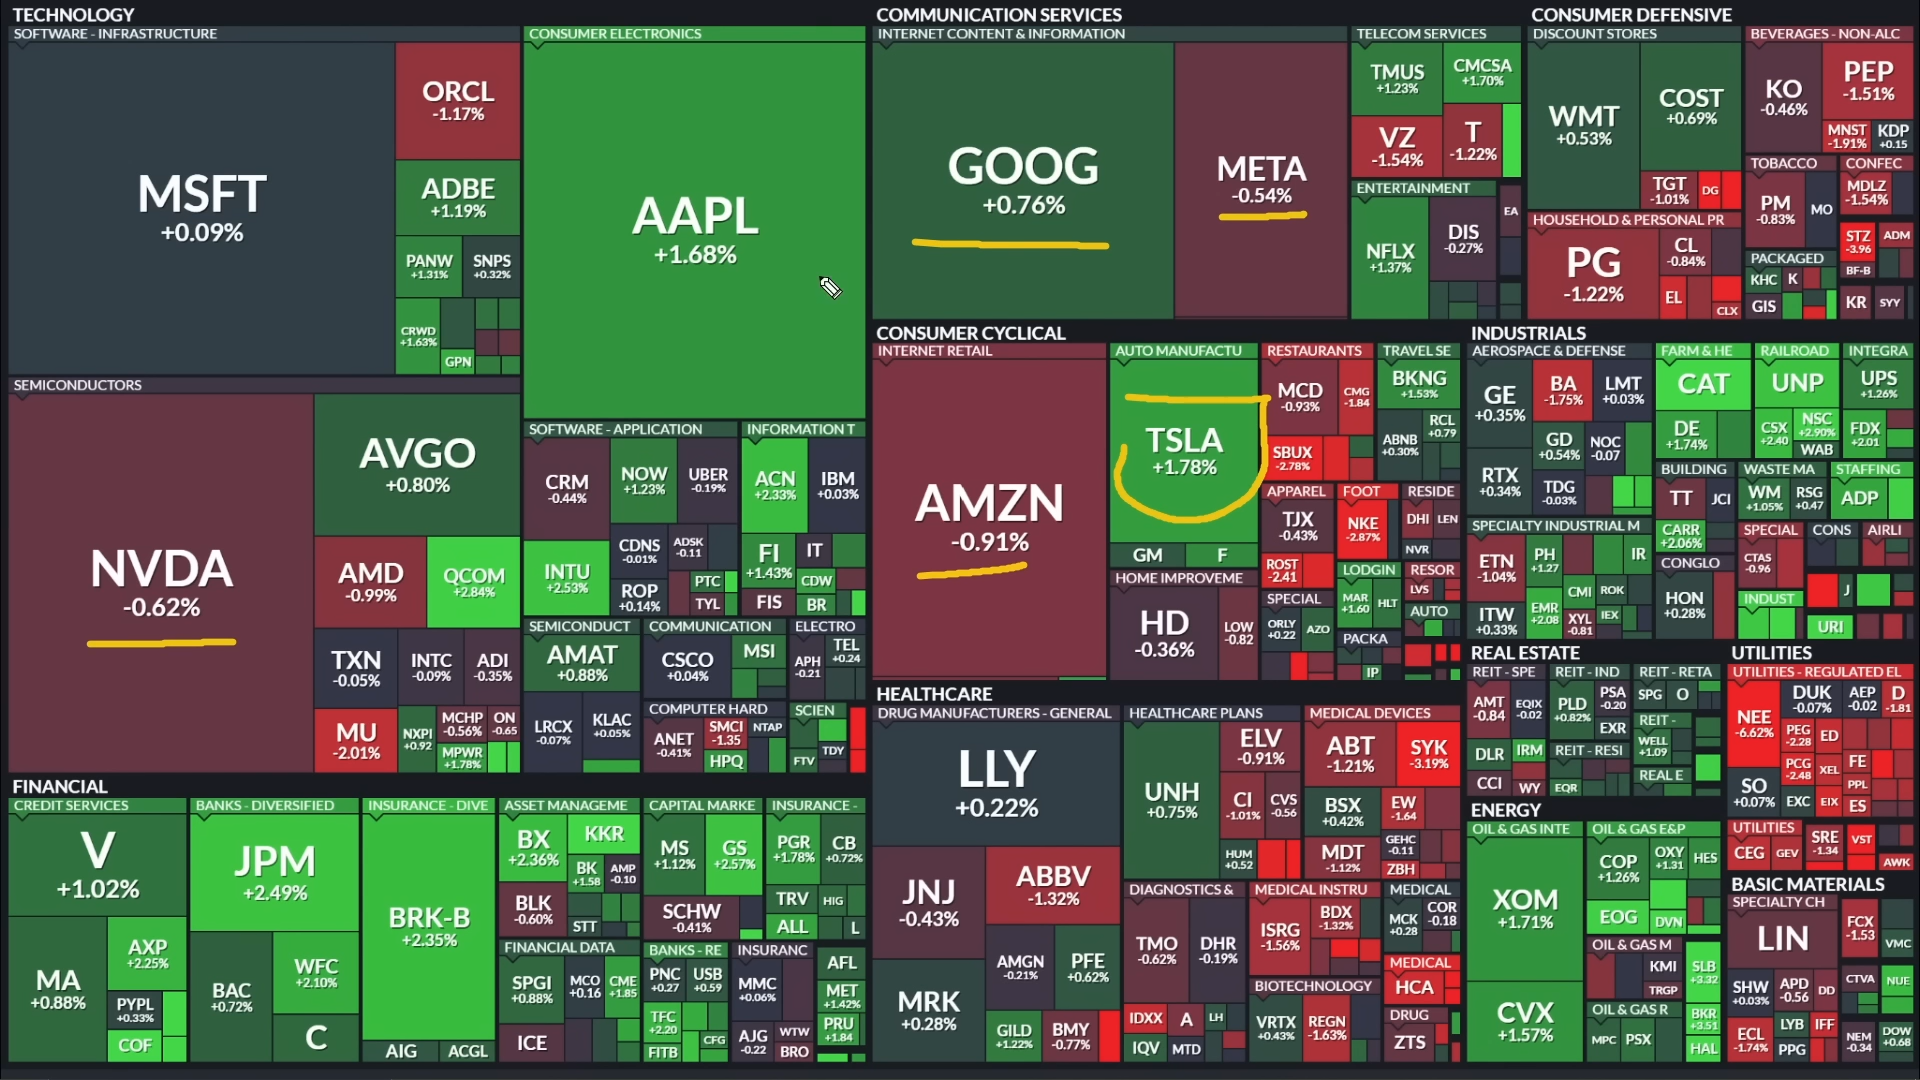 TECHNOLOGY
SOFTWARE - INFRASTRUCTURE
MSFT
+0.09%
ORCL
-1.17%
ADBE
+1.19%
PANW
+1.31%
SNPS
+0.32%
CRWD
+1.63%
GPN
CONSUMER ELECTRONICS
AAPL
+1.68%
SEMICONDUCTORS
NVDA
-0.62%
AVGO
+0.80%
AMD
-0.99%
QCOM
+2.84%
TXN
-0.05%
INTC
-0.09%
ADI
-0.35%
MU
-2.01%
NXPI
+0.92
MCHP
-0.56%
ON
-0.65
MPWR
+1.78%
SOFTWARE - APPLICATION
CRM
-0.44%
NOW
+1.23%
UBER
-0.19%
INTU
+2.53%
CDNS
-0.01%
ADSK
-0.11
ROP
+0.14%
PTC
TYL
INFORMATION T
ACN
+2.33%
IBM
+0.03%
FI
+1.43%
IT
CDW
FIS
BR
SEMICONDUCT
AMAT
+0.88%
LRCX
-0.07%
KLAC
+0.05%
COMMUNICATION
CSCO
+0.04%
MSI
ELECTRO
TEL
+0.24
APH
-0.21
COMPUTER HARD
ANET
-0.41%
SMCI
-1.35
NTAP
HPQ
SCIEN
TDY
FTV
FINANCIAL
CREDIT SERVICES
V
+1.02%
MA
+0.88%
AXP
+2.25%
PYPL
+0.33%
COF
BANKS - DIVERSIFIED
JPM
+2.49%
BAC
+0.72%
WFC
+2.10%
C
INSURANCE - DIVE
BRK-B
+2.35%
AIG
ACGL
ASSET MANAGEME
BX
+2.36%
KKR
BK
+1.58
AMP
-0.10
BLK
-0.60%
STT
FINANCIAL DATA
SPGI
+0.88%
MCO
+0.16
CME
+1.85
ICE
CAPITAL MARKE
MS
+1.12%
GS
+2.57%
SCHW
-0.41%
BANKS - RE
PNC
+0.27
USB
+0.59
TFC
+2.20
FITB
CFG
INSURANCE -
PGR
+1.78%
CB
+0.72%
TRV
HIG
ALL
L
INSURANC
MMC
+0.06%
AJG
-0.22
WTW
BRO
AFL
MET
+1.42%
PRU
+1.84
COMMUNICATION SERVICES
INTERNET CONTENT & INFORMATION
GOOG
+0.76%
META
-0.54%
TELECOM SERVICES
TMUS
+1.23%
CMCSA
+1.70%
VZ
-1.54%
T
-1.22%
ENTERTAINMENT
NFLX
+1.37%
DIS
-0.27%
EA
CONSUMER CYCLICAL
INTERNET RETAIL
AMZN
-0.91%
AUTO MANUFACTU
TSLA
+1.78%
GM
F
HOME IMPROVEME
HD
-0.36%
LOW
-0.82
RESTAURANTS
MCD
-0.93%
CMG
-1.84
SBUX
-2.78%
TRAVEL SE
BKNG
+1.53%
ABNB
+0.30%
RCL
+0.79
APPAREL
TJX
-0.43%
ROST
-2.41
FOOT
NKE
-2.87%
RESIDE
DHI
LEN
NVR
LODGIN
MAR
+1.60
HLT
RESOR
LVS
SPECIAL
ORLY
+0.22
AZO
AUTO
PACKA
IP
HEALTHCARE
DRUG MANUFACTURERS - GENERAL
LLY
+0.22%
JNJ
-0.43%
ABBV
-1.32%
MRK
+0.28%
AMGN
-0.21%
PFE
+0.62%
GILD
+1.22%
BMY
-0.77%
HEALTHCARE PLANS
UNH
+0.75%
ELV
-0.91%
CI
-1.01%
CVS
-0.56
HUM
+0.52
MEDICAL DEVICES
ABT
-1.21%
SYK
-3.19%
BSX
+0.42%
EW
-1.64
MDT
-1.12%
GEHC
-0.11
ZBH
DIAGNOSTICS &
TMO
-0.62%
DHR
-0.19%
IDXX
A
LH
IQV
MTD
MEDICAL INSTRU
ISRG
-1.56%
BDX
-1.32%
MEDICAL
MCK
+0.28
COR
-0.18
MEDICAL
HCA
BIOTECHNOLOGY
VRTX
+0.43%
REGN
-1.63%
DRUG
ZTS
CONSUMER DEFENSIVE
DISCOUNT STORES
WMT
+0.53%
COST
+0.69%
TGT
-1.01%
DG
BEVERAGES - NON-ALC
KO
-0.46%
PEP
-1.51%
MNST
-1.91%
KDP
+0.15
HOUSEHOLD & PERSONAL PR
PG
-1.22%
CL
-0.84%
EL
CLX
TOBACCO
PM
-0.83%
MO
CONFEC
MDLZ
-1.54%
STZ
-3.96
ADM
BF-B
PACKAGED
KHC
K
GIS
KR
SYY
INDUSTRIALS
AEROSPACE & DEFENSE
GE
+0.35%
BA
-1.75%
LMT
+0.03%
RTX
+0.34%
GD
+0.54%
NOC
-0.07
TDG
-0.03%
FARM & HE
CAT
DE
+1.74%
RAILROAD
UNP
CSX
+2.40
NSC
+2.90%
WAB
INTEGRA
UPS
+1.26%
FDX
+2.01
SPECIALTY INDUSTRIAL M
ETN
-1.04%
PH
+1.27
IR
ITW
+0.33%
EMR
+2.08
CMI
ROK
XYL
-0.81
IEX
BUILDING
TT
JCI
CARR
+2.06%
CONGLO
HON
+0.28%
WASTE MA
WM
+1.05%
RSG
+0.47
STAFFING
ADP
SPECIAL
CTAS
-0.96
CONS
J
AIRLI
INDUST
URI
REAL ESTATE
REIT - SPE
AMT
-0.84
EQIX
-0.02
DLR
IRM
CCI
WY
REIT - IND
PLD
+0.82%
PSA
-0.20
EXR
REIT - RESI
EQR
REIT - RETA
SPG
O
REIT -
WELL
+1.09
REAL E
UTILITIES
UTILITIES - REGULATED EL
NEE
-6.62%
DUK
-0.07%
AEP
-0.02
D
-1.81
PEG
-2.28
ED
PCG
-2.48
XEL
FE
PPL
SO
+0.07%
EXC
EIX
ES
UTILITIES
CEG
GEV
SRE
-1.34
VST
AWK
ENERGY
OIL & GAS INTE
XOM
+1.71%
CVX
+1.57%
OIL & GAS E&P
COP
+1.26%
OXY
+1.31
HES
EOG
DVN
OIL & GAS M
KMI
TRGP
SLB
+3.32
BKR
+3.51
HAL
OIL & GAS R
MPC
PSX
BASIC MATERIALS
SPECIALTY CH
LIN
SHW
+0.03%
APD
-0.56
DD
ECL
-1.74%
LYB
IFF
PPG
FCX
-1.53
VMC
CTVA
NUE
NEM
-0.34
DOW
+0.68